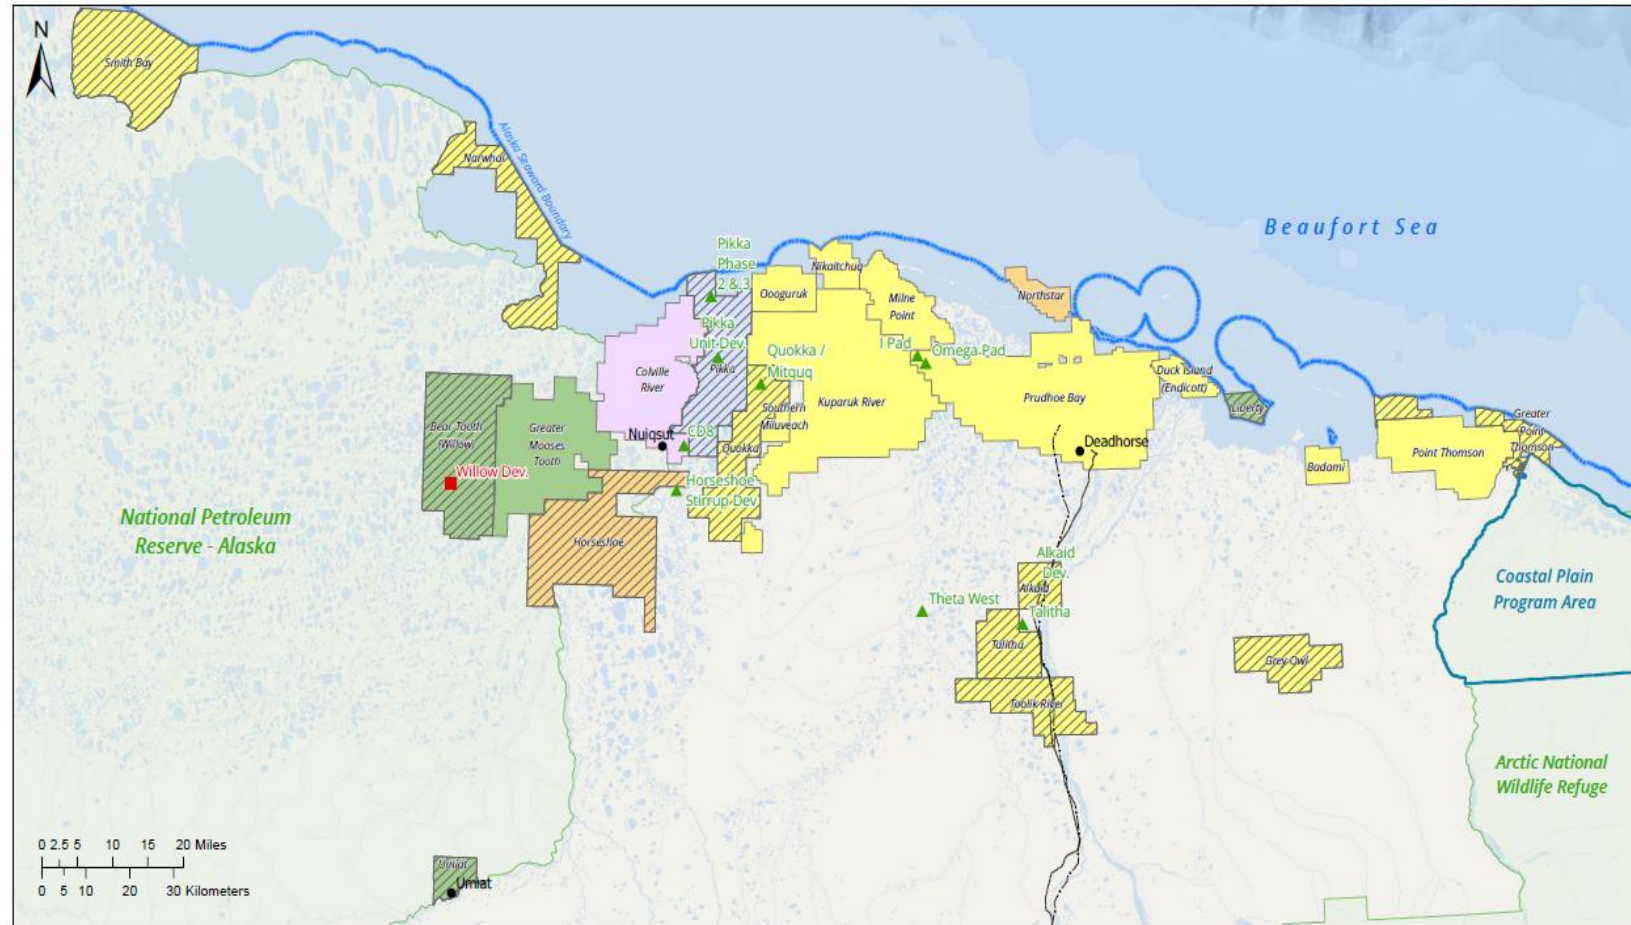 N
Smith Bay
Narwhal
Alaska Seaward Boundary
Beaufort Sea
Pikka
Phase
2 & 3
Nikaitchuq
Oooguruk
Milne
Point
Northstar
Pikka
Unit Dev.
Pikka
I Pad
Omega Pad
Quokka /
Mitquq
Colville
River
Kuparuk River
Prudhoe Bay
Duck Island
(Endicott)
Liberty
Southern
Miluveach
Greater
Point
Thomson
Point Thomson
Badami
Bear Tooth
(Willow)
Greater
Mooses
Tooth
Nuiqsut
CD8
Quokka
Deadhorse
Willow Dev.
Horseshoe-
Stirrup Dev.
Horseshoe
National Petroleum
Reserve - Alaska
Alkaid
Dev.
Alkaid
Theta West
Talitha
Talitha
Toolik River
Grey Owl
Coastal Plain
Program Area
Arctic National
Wildlife Refuge
0 2.5 5 10 15 20 Miles
0 5 10 20 30 Kilometers
Umiat
Umiat